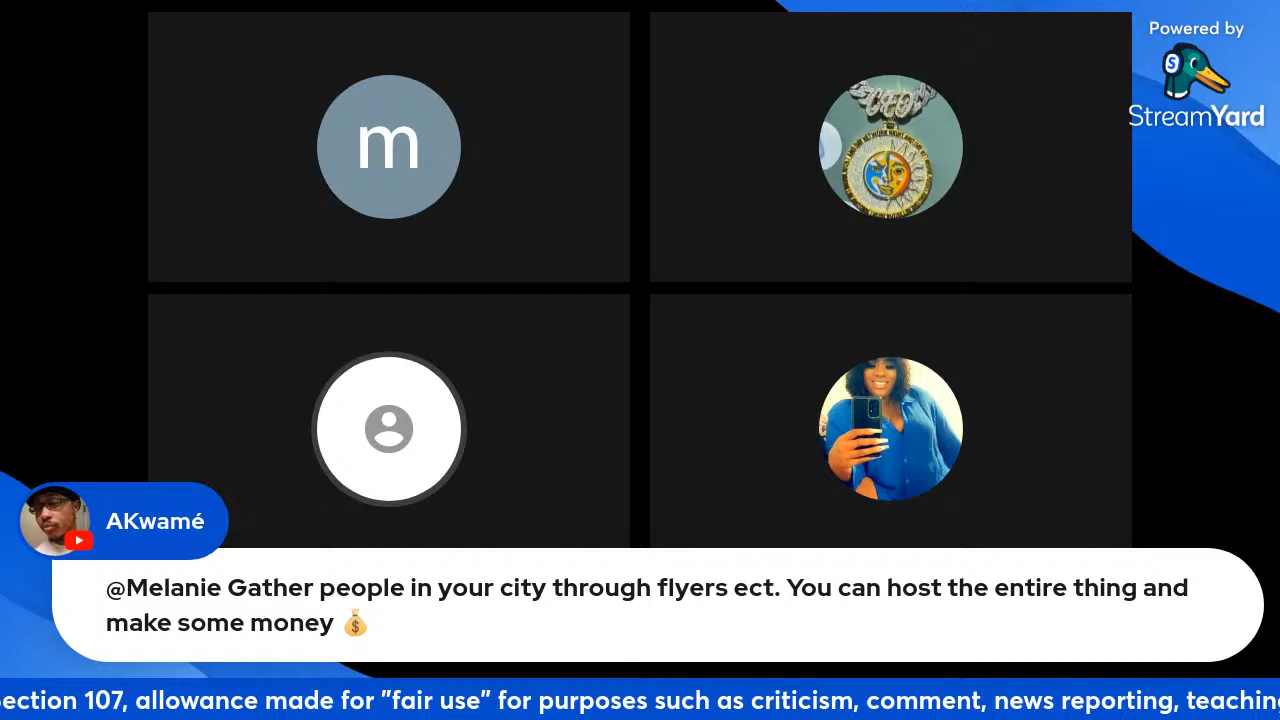 Powered by
StreamYard
S
m
CEO
AKwamé
@Melanie Gather people in your city through flyers ect. You can host the entire thing and
make some money 💰
ection 107, allowance made for "fair use" for purposes such as criticism, comment, news reporting, teaching